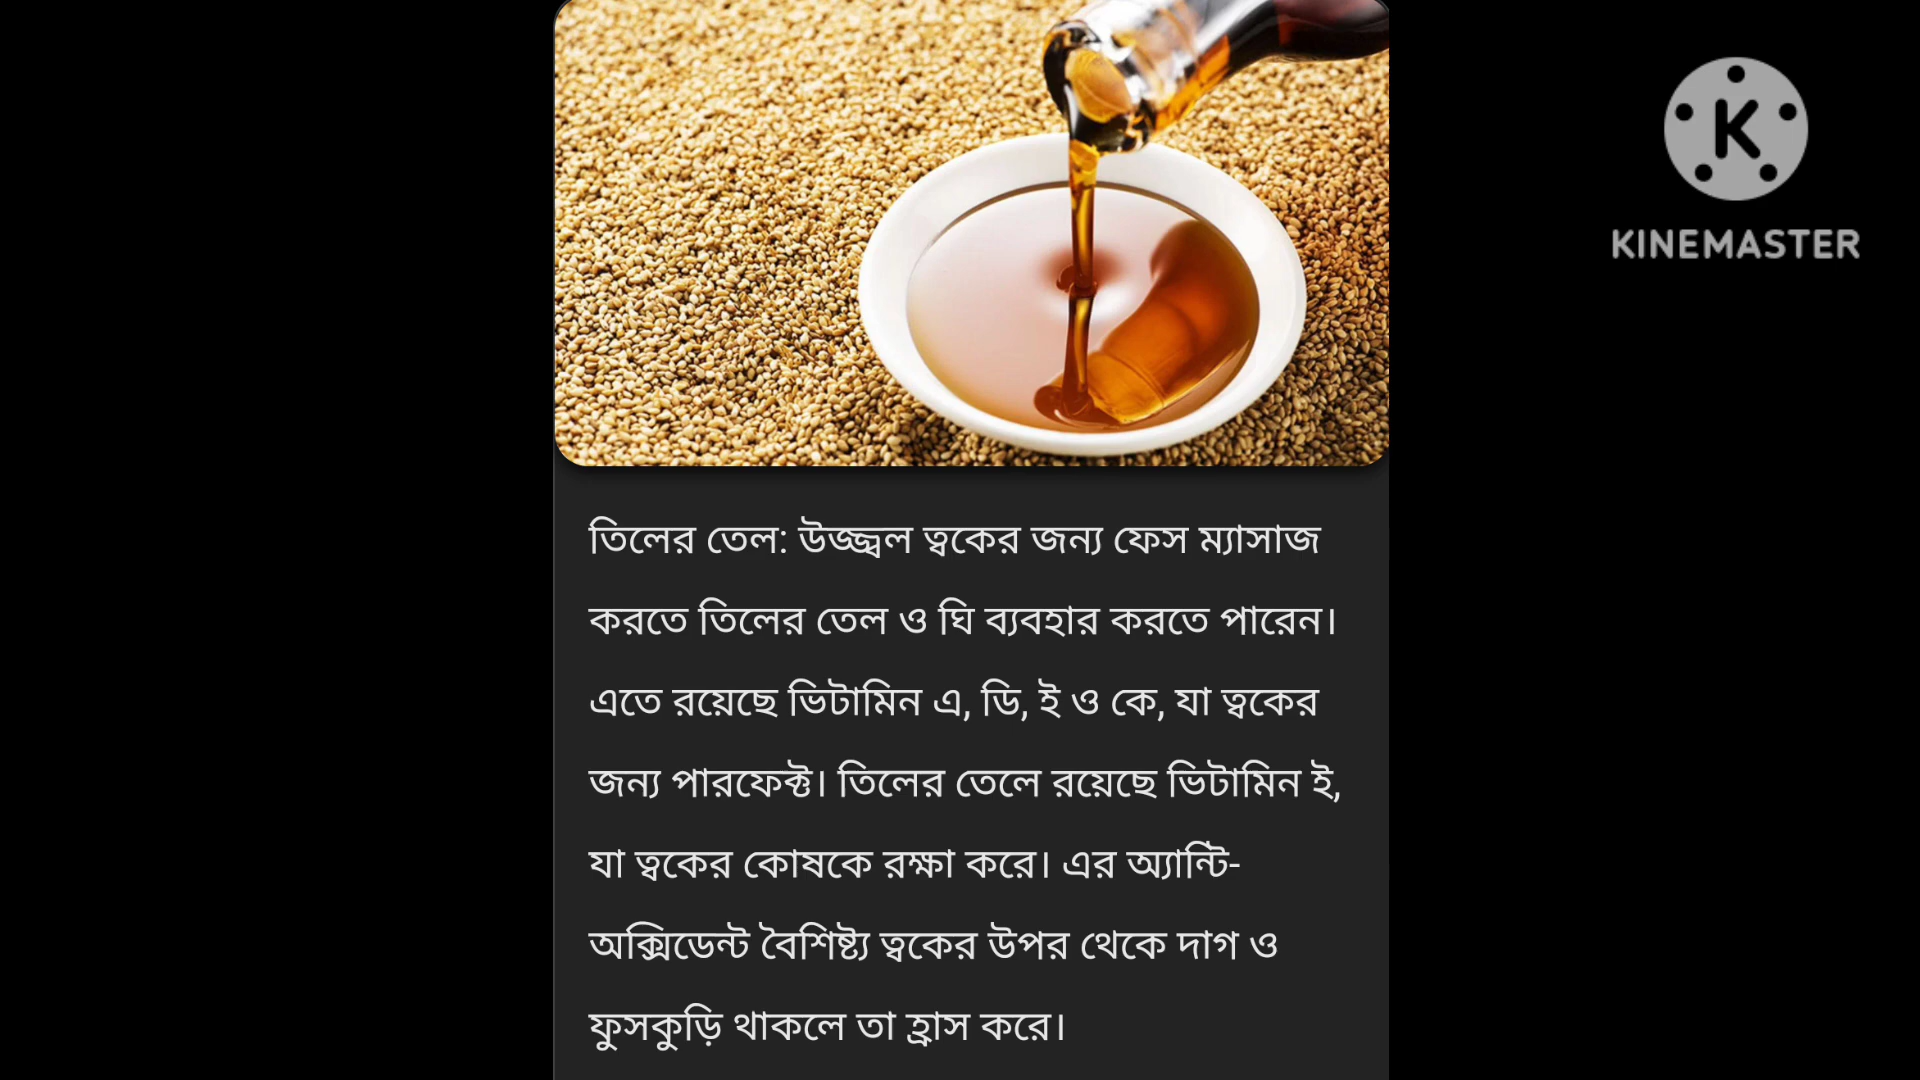 KINEMASTER
তিলের তেল: উজ্জ্বল ত্বকের জন্য ফেস ম্যাসাজ
করতে তিলের তেল ও ঘি ব্যবহার করতে পারেন।
এতে রয়েছে ভিটামিন এ, ডি, ই ও কে, যা ত্বকের
জন্য পারফেক্ট। তিলের তেলে রয়েছে ভিটামিন ই,
যা ত্বকের কোষকে রক্ষা করে। এর অ্যান্টি-
অক্সিডেন্ট বৈশিষ্ট্য ত্বকের উপর থেকে দাগ ও
ফুসকুড়ি থাকলে তা হ্রাস করে।